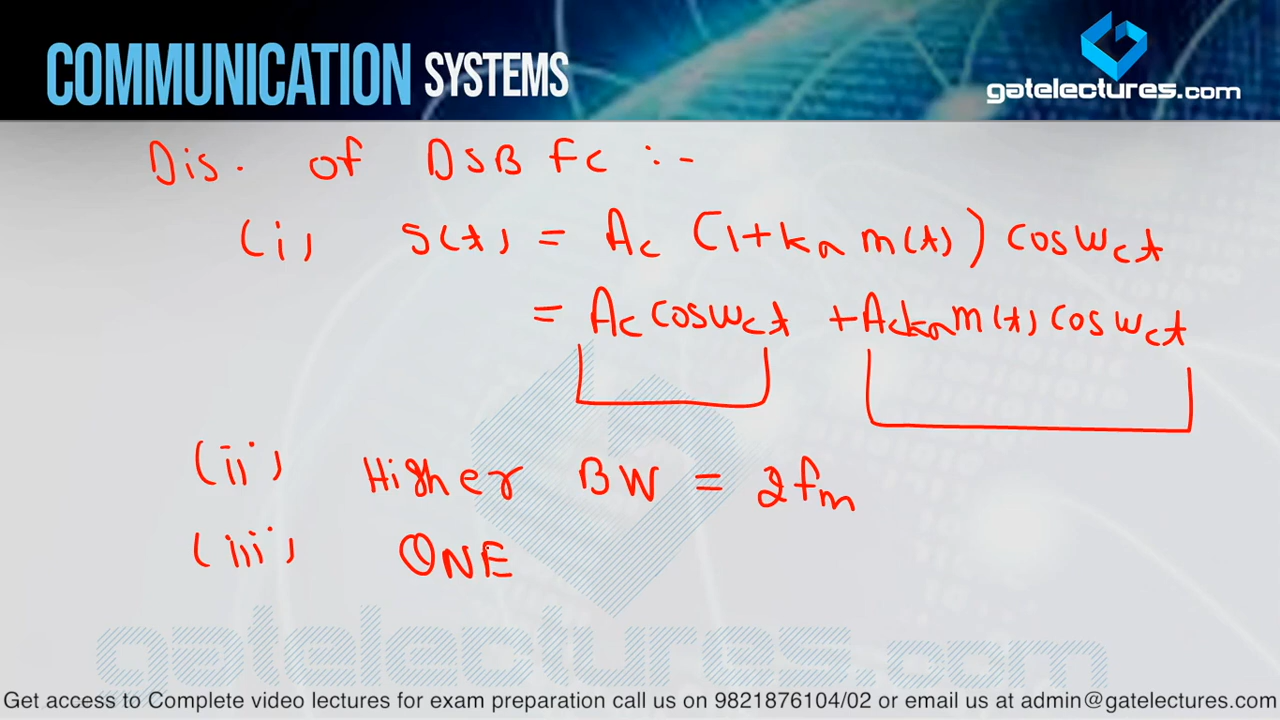 COMMUNICATION SYSTEMS
gatelectures.com
Dis. of DSB FC :-
(i) S(t) = Ac (1+ka m(t)) cosωct
= Ac cosωct + Acka m(t) cosωct
(ii) Higher BW = 2fm
(iii) ONE
gatelectures.com
Get access to Complete video lectures for exam preparation call us on 9821876104/02 or email us at admin@gatelectures.com